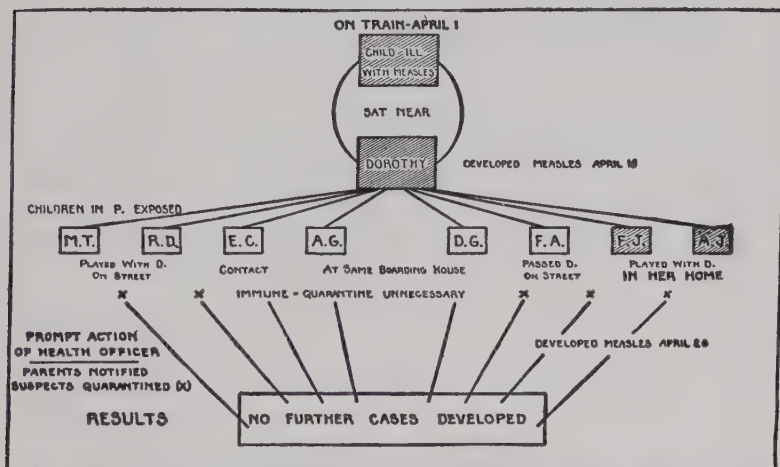 ON TRAIN-APRIL 1
CHILD-ILL
WITH MEASLES
SAT NEAR
DOROTHY
DEVELOPED MEASLES APRIL
CHILDREN IN P. EXPOSED
M.T. R.D. E.C. A.G. D.G. F.A. F.J. A.J.
PLAYED WITH D.
ON STREET
CONTACT
AT SAME BOARDING HOUSE
PASSED D.
ON STREET
PLAYED WITH D.
IN HER HOME
x x IMMUNE - QUARANTINE UNNECESSARY x x x
PROMPT ACTION
OF HEALTH OFFICER
PARENTS NOTIFIED
SUSPECTS QUARANTINED (X)
DEVELOPED MEASLES APRIL
RESULTS
NO FURTHER CASES DEVELOPED